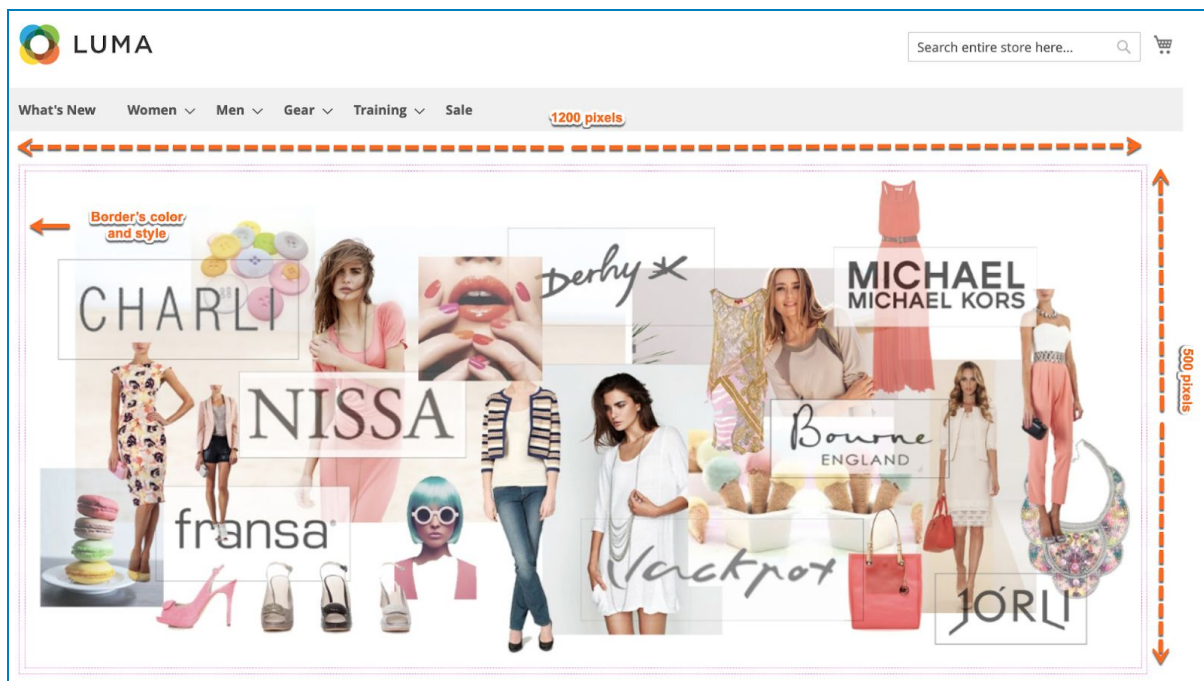 LUMA
Search entire store here...
What's New Women Men Gear Training Sale
1200 pixels
Border's color
and style
CHARLI
Derhy
MICHAEL
MICHAEL KORS
NISSA
Bourne
ENGLAND
fransa
Jackpot
JÓRLI
500 pixels